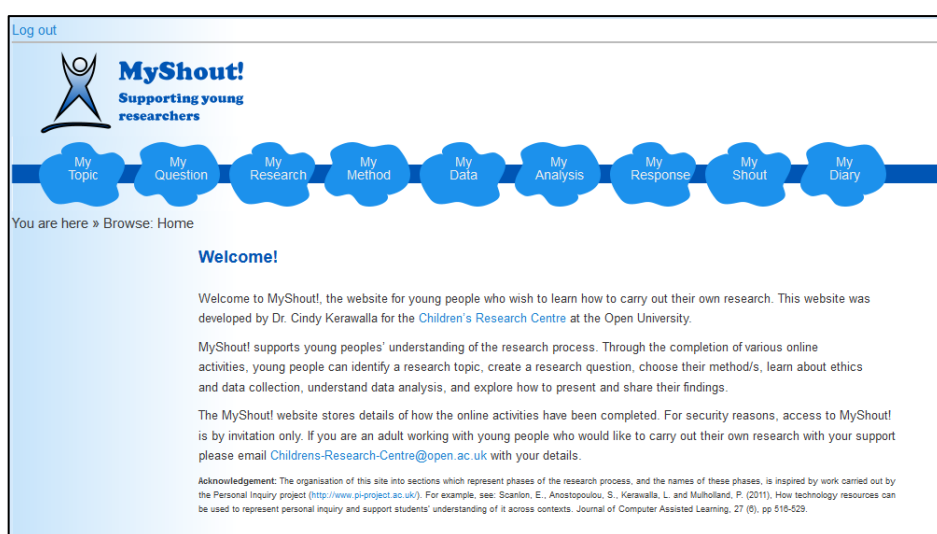 Log out
MyShout!
Supporting young
researchers
My Topic
My Question
My Research
My Method
My Data
My Analysis
My Response
My Shout
My Diary
You are here » Browse: Home
Welcome!
Welcome to MyShout!, the website for young people who wish to learn how to carry out their own research. This website was
developed by Dr. Cindy Kerawalla for the Children's Research Centre at the Open University.
MyShout! supports young peoples' understanding of the research process. Through the completion of various online
activities, young people can identify a research topic, create a research question, choose their method/s, learn about ethics
and data collection, understand data analysis, and explore how to present and share their findings.
The MyShout! website stores details of how the online activities have been completed. For security reasons, access to MyShout!
is by invitation only. If you are an adult working with young people who would like to carry out their own research with your support
please email Childrens-Research-Centre@open.ac.uk with your details.
Acknowledgement: The organisation of this site into sections which represent phases of the research process, and the names of these phases, is inspired by work carried out by
the Personal Inquiry project (http://www.pi-project.ac.uk/). For example, see: Scanlon, E., Anostopoulou, S., Kerawalla, L. and Mulholland, P. (2011), How technology resources can
be used to represent personal inquiry and support students' understanding of it across contexts. Journal of Computer Assisted Learning, 27 (6), pp 516-529.